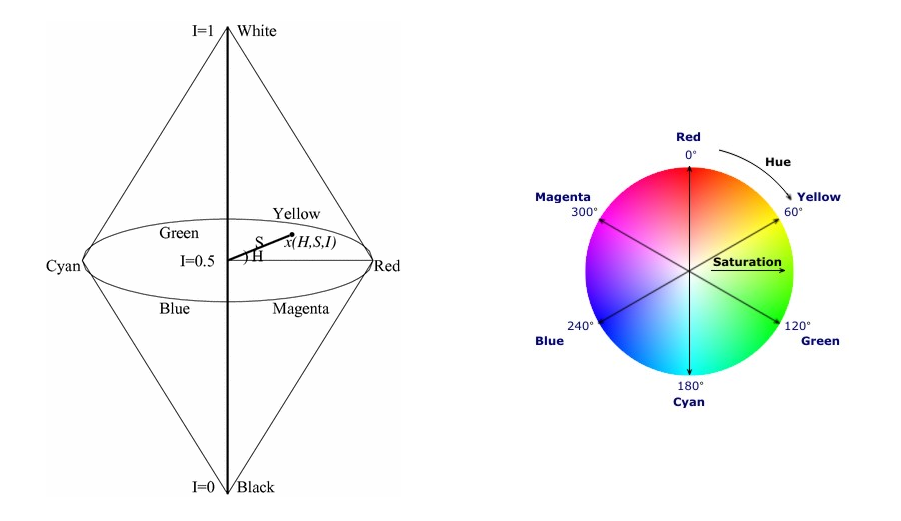 I=1 White
Yellow
Green
S
x(H,S,I)
H
I=0.5
Cyan
Red
Blue
Magenta
I=0 Black
Red
0°
Hue
Magenta
300°
Yellow
60°
Saturation
240°
Blue
120°
Green
180°
Cyan